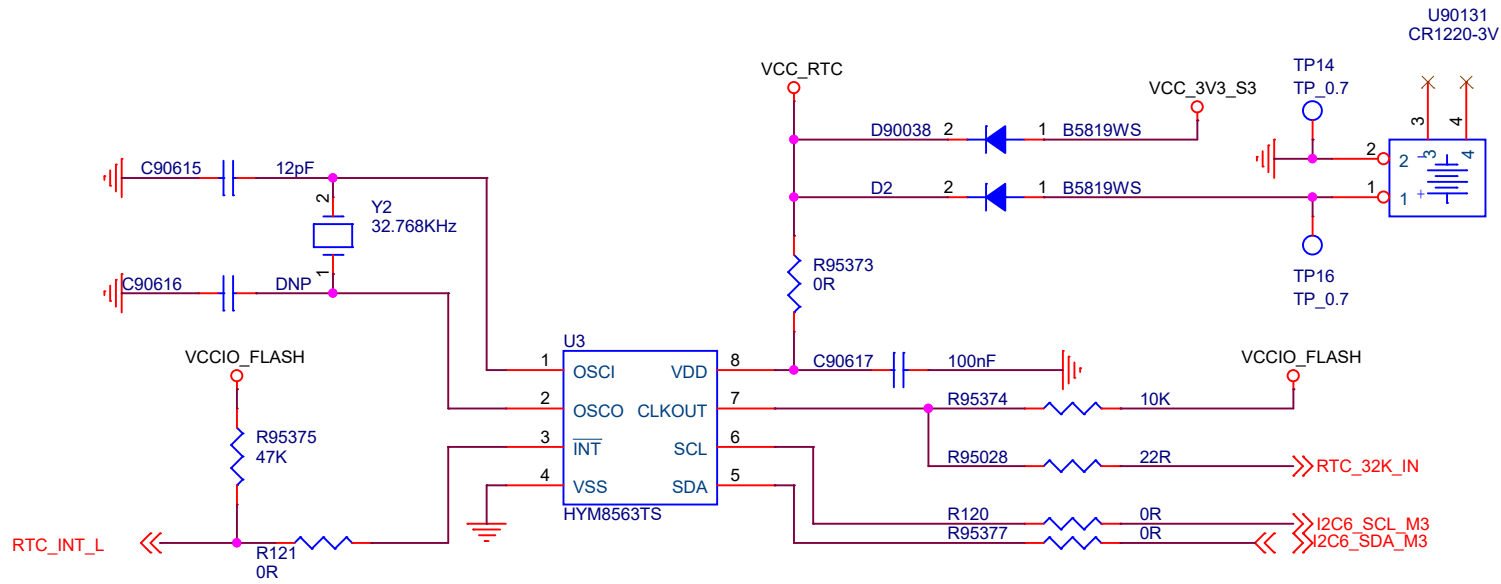 U90131
CR1220-3V
VCC_RTC
TP14
TP_0.7
VCC_3V3_S3
3
4
D90038
2
1
B5819WS
2
2
3
4
-
+
1
1
C90615
12pF
2
Y2
32.768KHz
D2
2
1
B5819WS
1
C90616
DNP
R95373
0R
TP16
TP_0.7
VCCIO_FLASH
U3
1
OSCI
VDD
8
C90617
100nF
VCCIO_FLASH
2
OSCO
CLKOUT
7
R95374
10K
R95375
47K
3
INT
SCL
6
R95028
22R
RTC_32K_IN
4
VSS
SDA
5
HYM8563TS
R120
0R
I2C6_SCL_M3
R95377
0R
I2C6_SDA_M3
RTC_INT_L
R121
0R